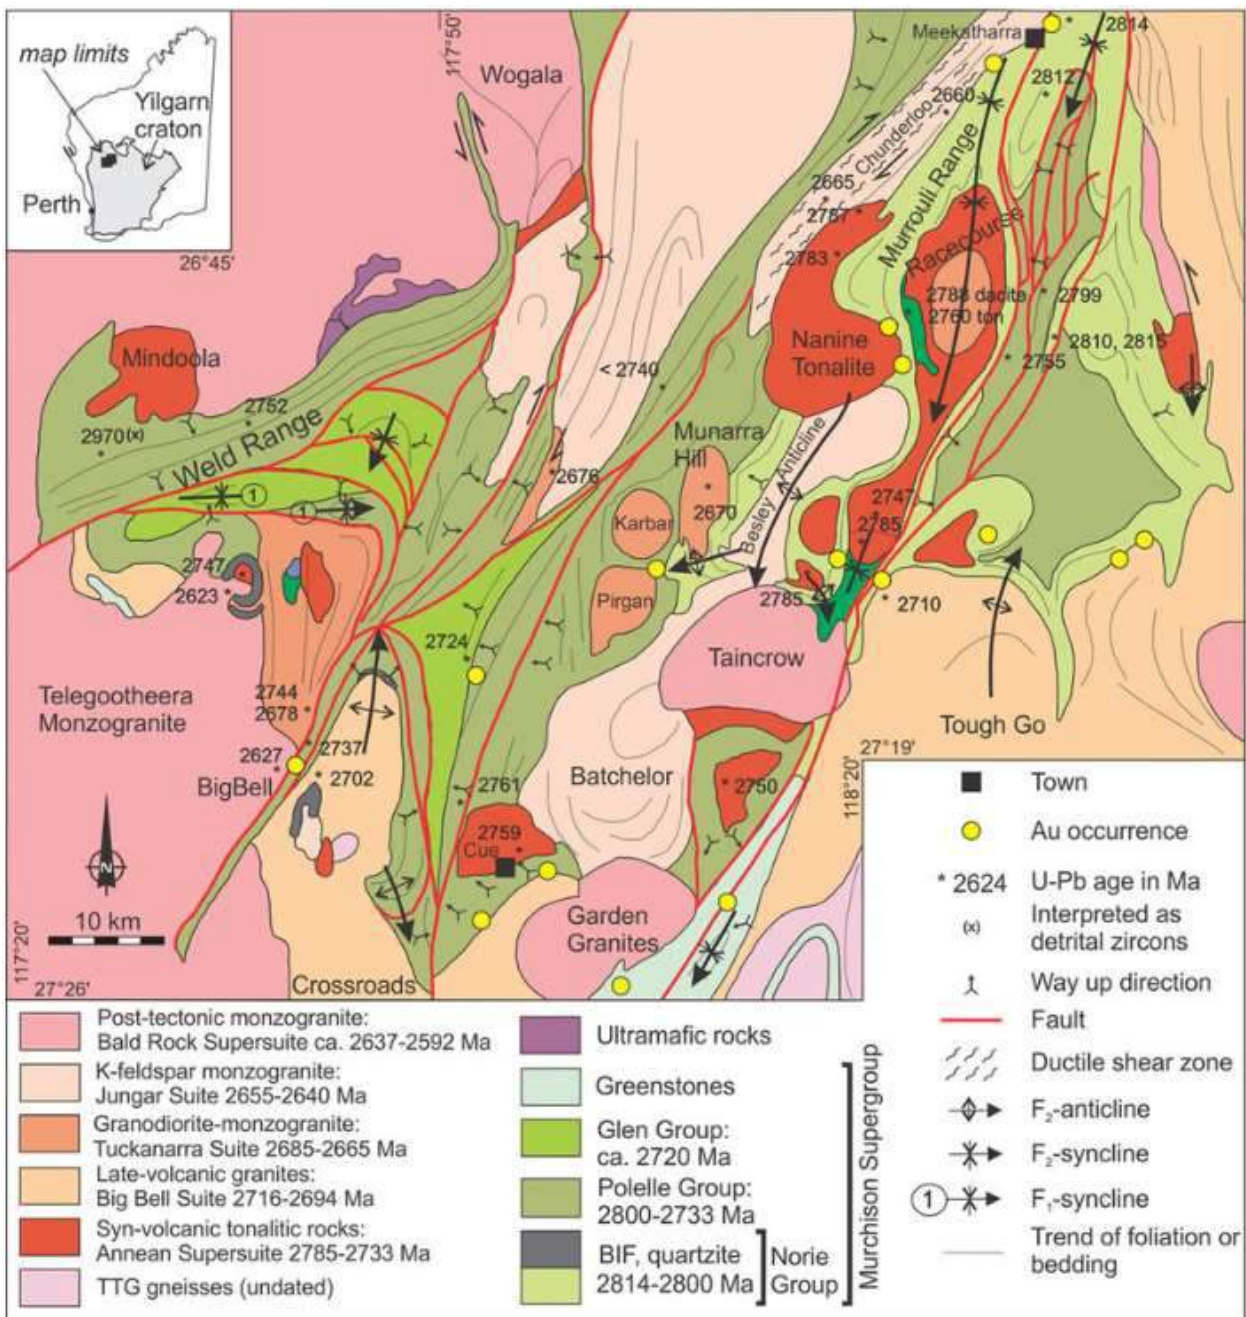 map limits
Yilgarn
craton
Perth
117°50'
Wogala
Meekatharra
2814
2812
2660
Chunderloo
Murrouli Range
2665
2787
26°45'
2783
Racecourse
2788 dacite
2760 ton
2799
Mindoola
Nanine
Tonalite
2810, 2815
2755
< 2740
2752
2970 (x)
Weld Range
Munarra
Hill
Besley Anticline
1
1
2676
2670
2747
2785
Karbar
2747
2623
Pirgan
2785
2710
2724
Taincrow
Telegootheera
Monzogranite
2744
2678
Tough Go
27°19'
2737
2627
2702
BigBell
2761
Batchelor
2750
118°20'
2759
Cue
N
10 km
Garden
Granites
117°20'
27°26'
Crossroads
Town
Au occurrence
* 2624 U-Pb age in Ma
(x) Interpreted as
detrital zircons
Way up direction
Fault
Ductile shear zone
F₂-anticline
F₂-syncline
1 F₁-syncline
Trend of foliation or
bedding
Post-tectonic monzogranite:
Bald Rock Supersuite ca. 2637-2592 Ma
K-feldspar monzogranite:
Jungar Suite 2655-2640 Ma
Granodiorite-monzogranite:
Tuckanarra Suite 2685-2665 Ma
Late-volcanic granites:
Big Bell Suite 2716-2694 Ma
Syn-volcanic tonalitic rocks:
Annean Supersuite 2785-2733 Ma
TTG gneisses (undated)
Ultramafic rocks
Greenstones
Glen Group:
ca. 2720 Ma
Polelle Group:
2800-2733 Ma
BIF, quartzite
2814-2800 Ma
Norie
Group
Murchison Supergroup